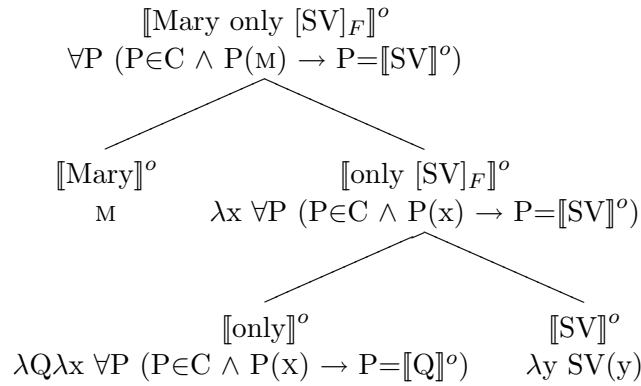 ⟦Mary only [SV]_F⟧^o
∀P (P∈C ∧ P(ᴍ) → P=⟦SV⟧^o)
⟦Mary⟧^o ⟦only [SV]_F⟧^o
ᴍ λx ∀P (P∈C ∧ P(x) → P=⟦SV⟧^o)
⟦only⟧^o ⟦SV⟧^o
λQλx ∀P (P∈C ∧ P(x) → P=⟦Q⟧^o) λy SV(y)